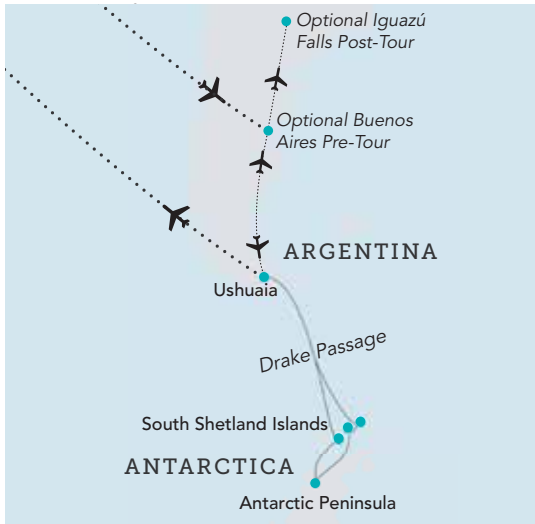 Optional Iguazú
Falls Post-Tour
Optional Buenos
Aires Pre-Tour
ARGENTINA
Ushuaia
Drake Passage
South Shetland Islands
ANTARCTICA
Antarctic Peninsula